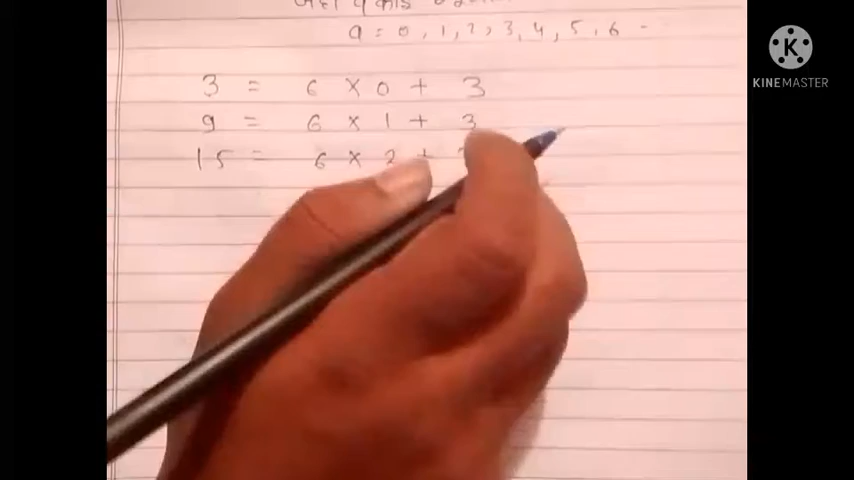 q = 0, 1, 2, 3, 4, 5, 6 -
3 = 6 × 0 + 3
9 = 6 × 1 + 3
15 = 6 × 2 +
KINEMASTER